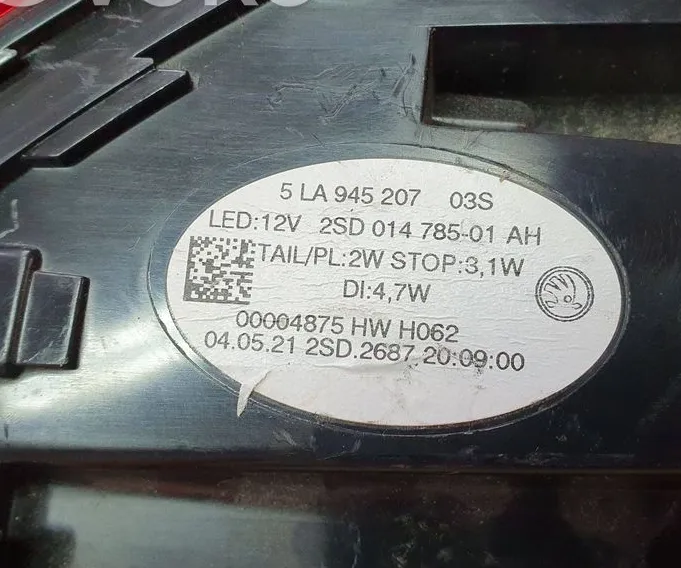 5 LA 945 207 03S
LED:12V 2SD 014 785-01 AH
TAIL/PL:2W STOP:3,1W
DI:4,7W
00004875 HW H062
04.05.21 2SD.2687 20:09:00